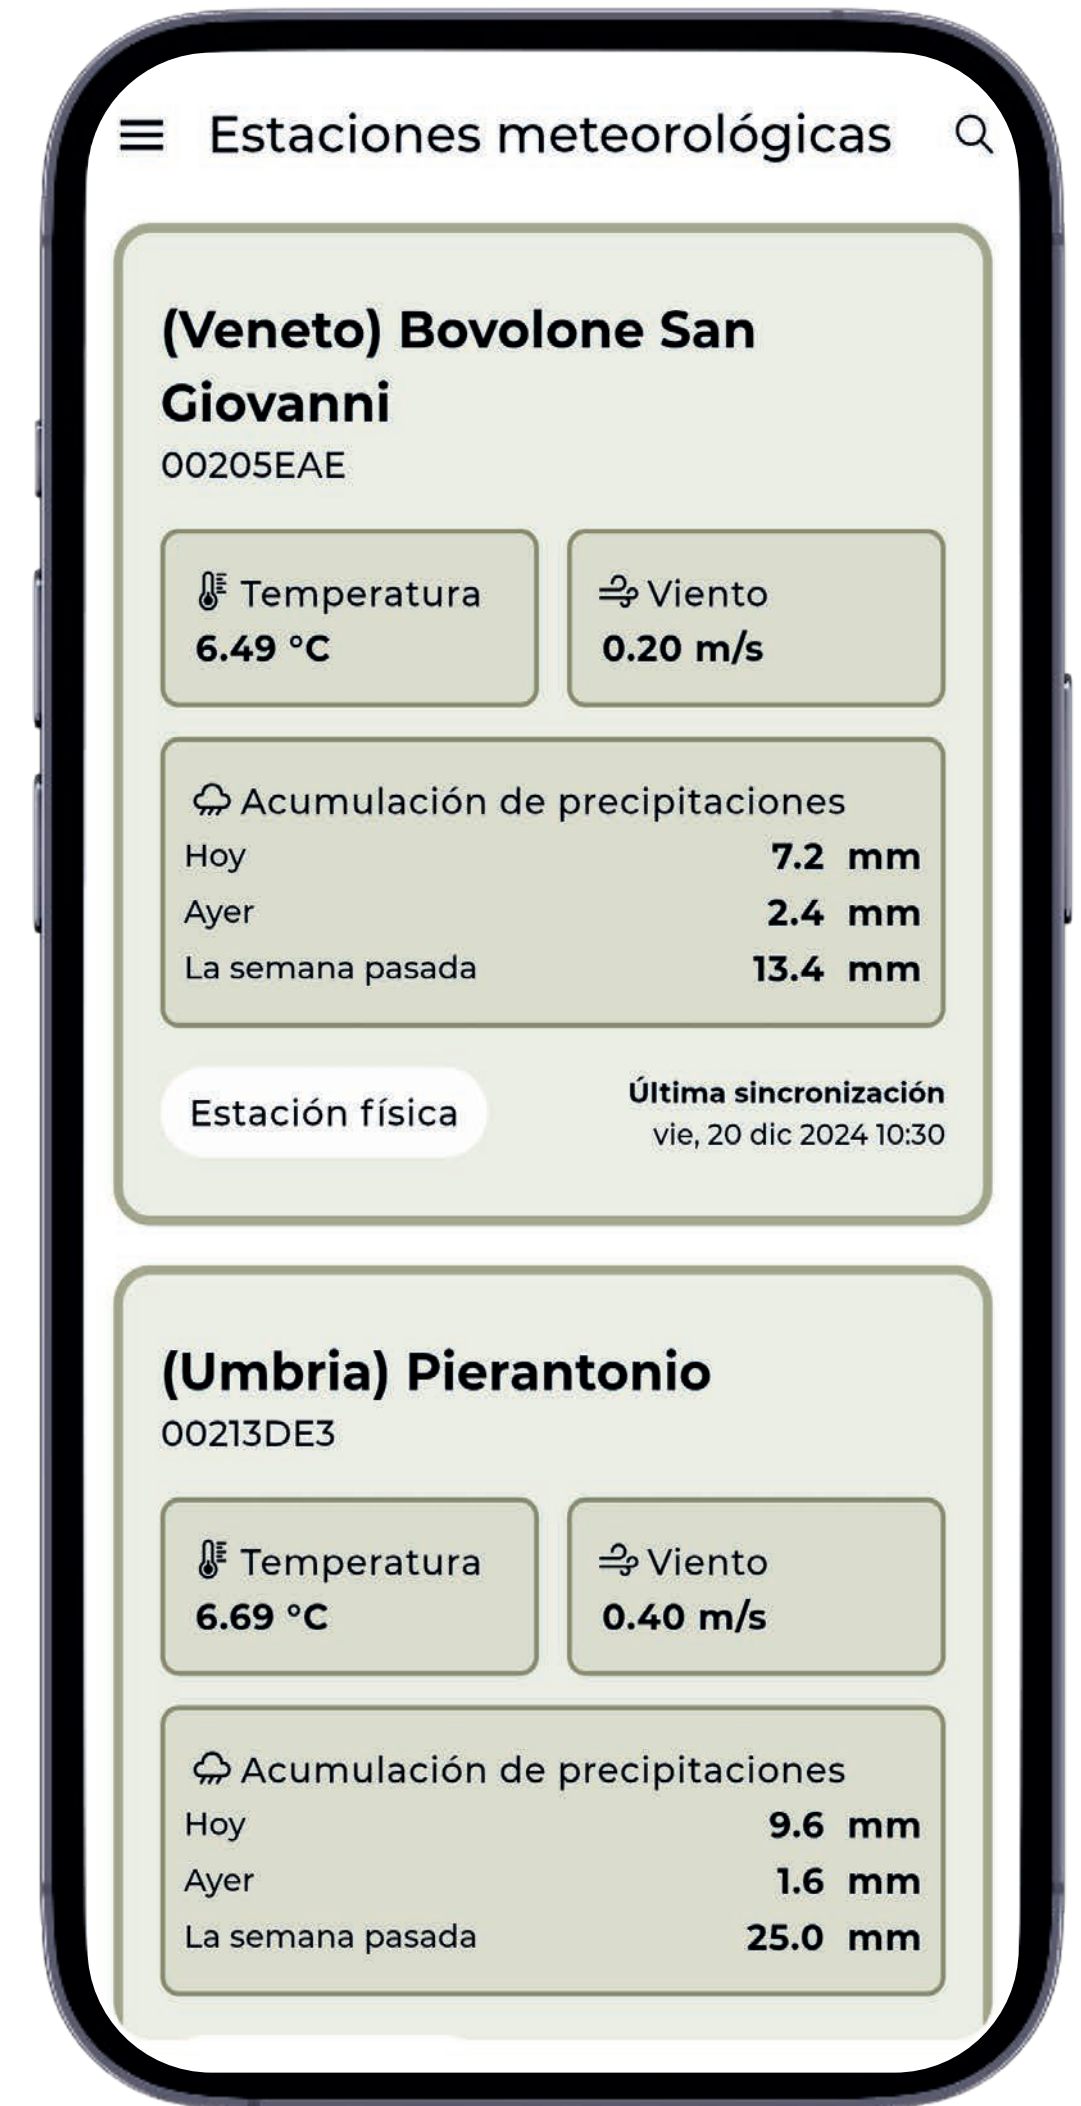 Estaciones meteorológicas
(Veneto) Bovolone San
Giovanni
00205EAE
Temperatura
6.49 °C
Viento
0.20 m/s
Acumulación de precipitaciones
Hoy 7.2 mm
Ayer 2.4 mm
La semana pasada 13.4 mm
Estación física
Última sincronización
vie, 20 dic 2024 10:30
(Umbria) Pierantonio
00213DE3
Temperatura
6.69 °C
Viento
0.40 m/s
Acumulación de precipitaciones
Hoy 9.6 mm
Ayer 1.6 mm
La semana pasada 25.0 mm